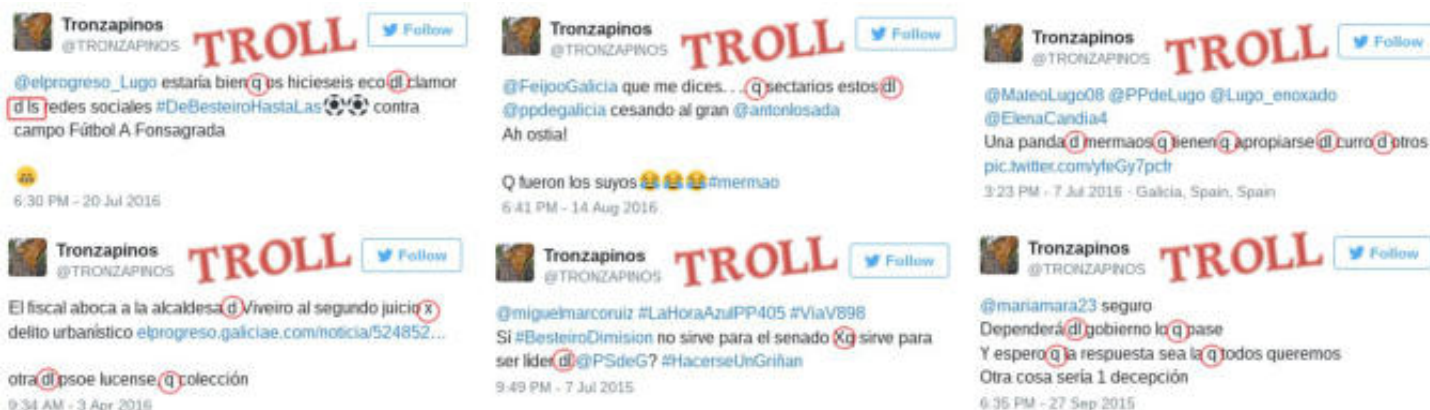 Tronzapinos
@TRONZAPINOS
TROLL
Follow
@elprogreso_Lugo estaría bien q os hicieseis eco dl clamor
d ls redes sociales #DeBesteiroHastaLas⚽⚽ contra
campo Fútbol A Fonsagrada
6:30 PM - 20 Jul 2016
Tronzapinos
@TRONZAPINOS
TROLL
Follow
@FeijooGalicia que me dices. . . q sectarios estos dl
@ppdegalicia cesando al gran @antonlosada
Ah ostia!
Q fueron los suyos😂😂😂#mermao
6:41 PM - 14 Aug 2016
Tronzapinos
@TRONZAPINOS
TROLL
Follow
@MateoLugo08 @PPdeLugo @Lugo_enoxado
@ElenaCandia4
Una panda d mermaos q tienen q apropiarse dl curro d otros
pic.twitter.com/yfeGy7pcfr
3:23 PM - 7 Jul 2016 · Galicia, Spain, Spain
Tronzapinos
@TRONZAPINOS
TROLL
Follow
El fiscal aboca a la alcaldesa d Viveiro al segundo juicio x
delito urbanístico elprogreso.galiciae.com/noticia/524852...
otra dl psoe lucense, q colección
9:34 AM - 3 Apr 2016
Tronzapinos
@TRONZAPINOS
TROLL
Follow
@miguelmarcoruiz #LaHoraAzulPP405 #ViaV898
Si #BesteiroDimision no sirve para el senado Xq sirve para
ser líder dl @PSdeG? #HacerseUnGriñan
9:49 PM - 7 Jul 2015
Tronzapinos
@TRONZAPINOS
TROLL
Follow
@mariamara23 seguro
Dependerá dl gobierno lo q pase
Y espero q la respuesta sea la q todos queremos
Otra cosa sería 1 decepción
6:35 PM - 27 Sep 2015